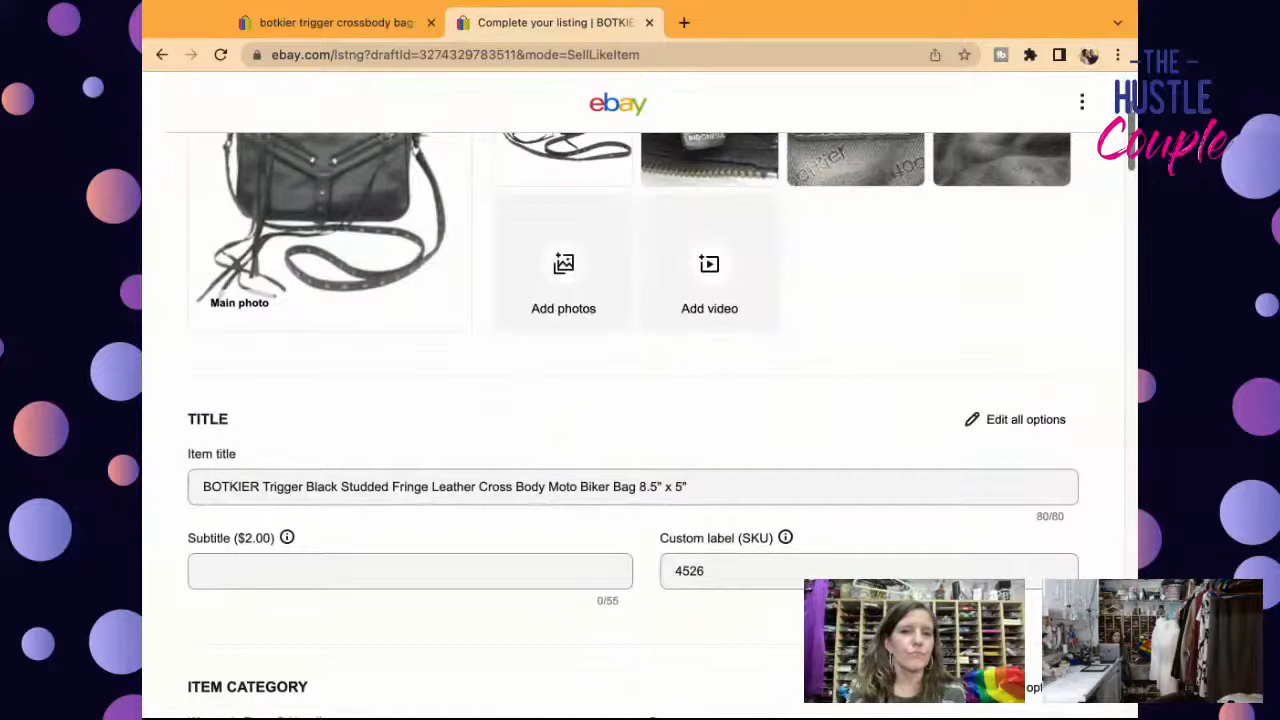 botkier trigger crossbody bag
Complete your listing | BOTKIE
ebay.com/lstng?draftId=3274329783511&mode=SellLikeItem
-THE-
HUSTLE
Couple
ebay
INDONESIA
botkier
Main photo
Add photos
Add video
TITLE
Edit all options
Item title
BOTKIER Trigger Black Studded Fringe Leather Cross Body Moto Biker Bag 8.5" x 5"
80/80
Subtitle ($2.00)
Custom label (SKU)
4526
0/55
ITEM CATEGORY